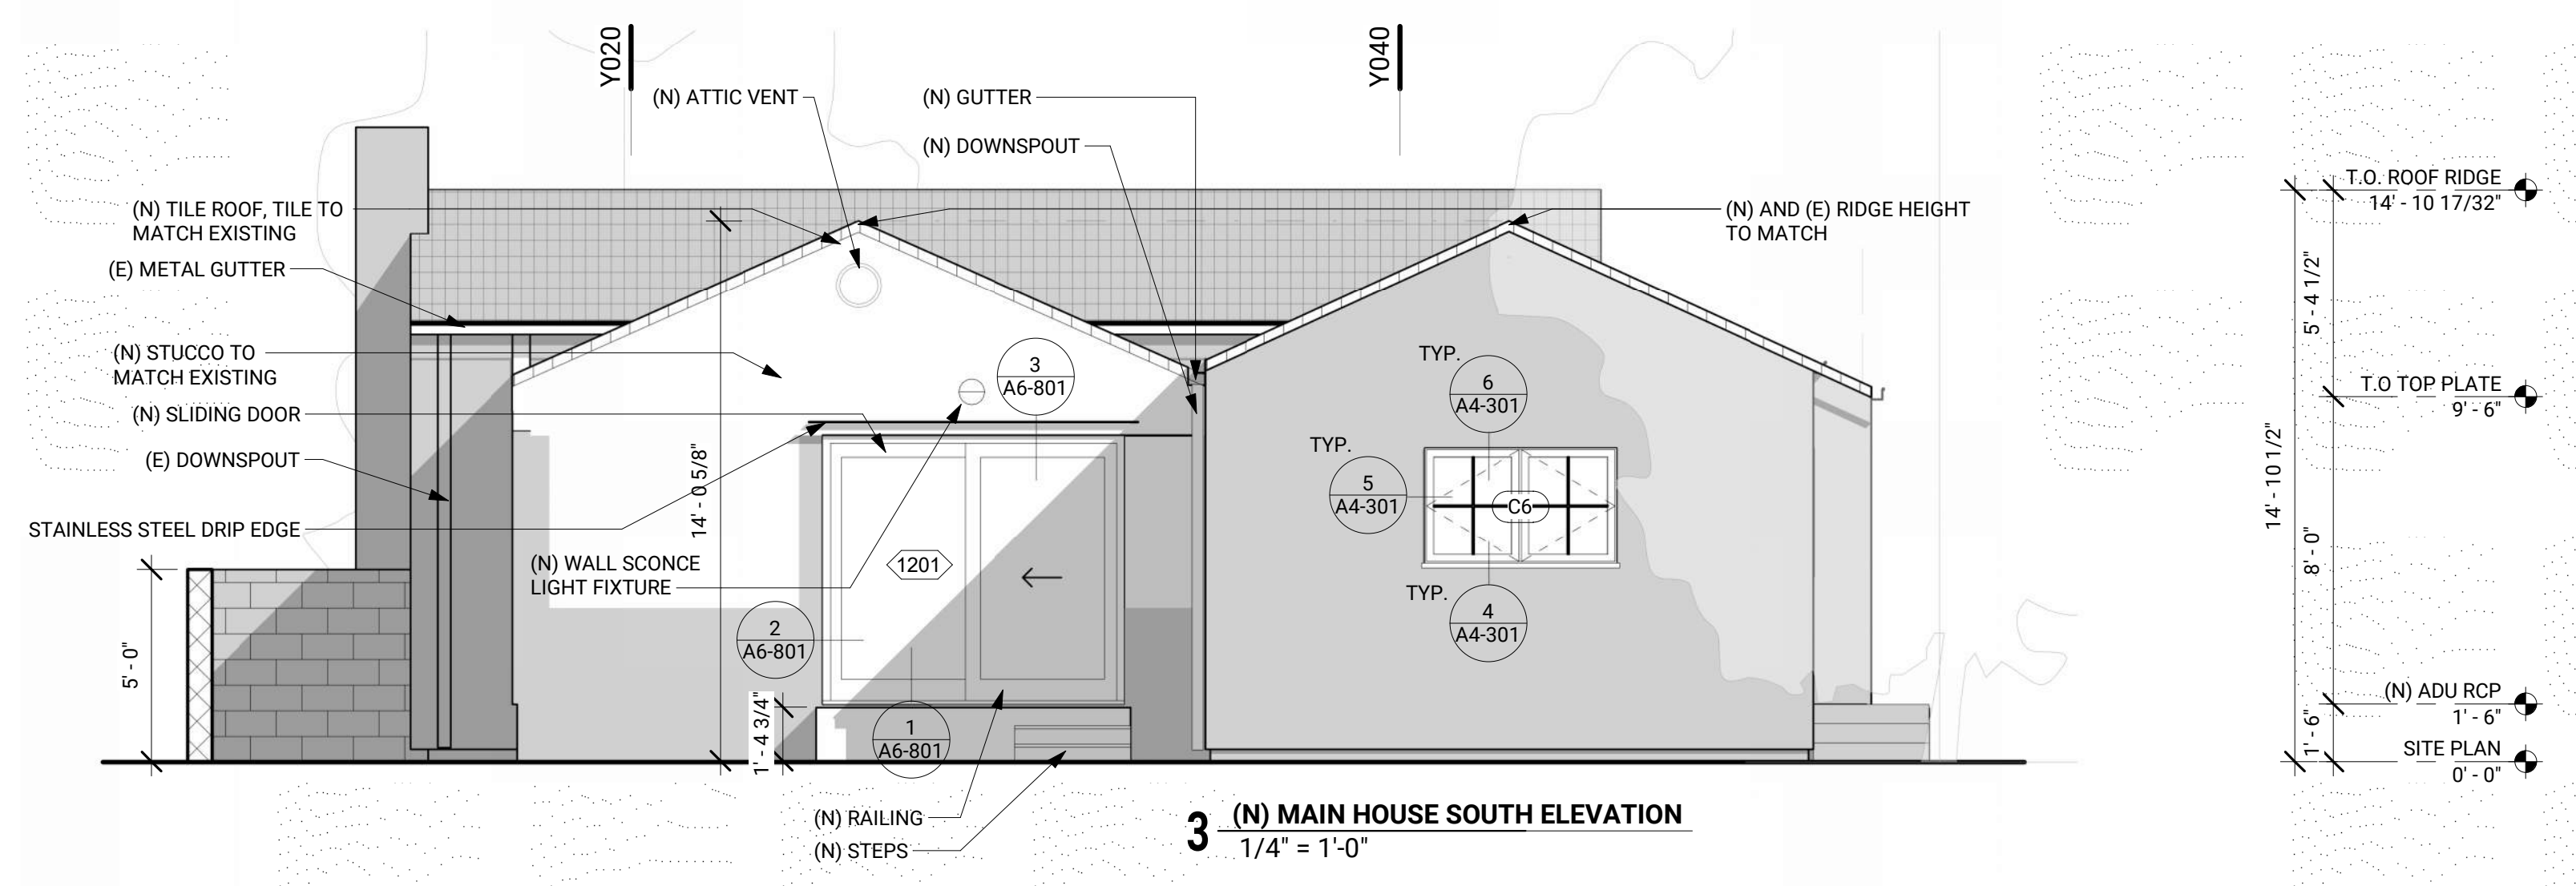 Y020
Y040
(N) ATTIC VENT
(N) GUTTER
(N) DOWNSPOUT
(N) TILE ROOF, TILE TO
MATCH EXISTING
(E) METAL GUTTER
(N) STUCCO TO
MATCH EXISTING
(N) SLIDING DOOR
(E) DOWNSPOUT
STAINLESS STEEL DRIP EDGE
(N) WALL SCONCE
LIGHT FIXTURE
(N) AND (E) RIDGE HEIGHT
TO MATCH
3
A6-801
TYP.
6
A4-301
TYP.
5
A4-301
C6
TYP.
4
A4-301
1201
2
A6-801
1
A6-801
5' - 0"
14' - 0 5/8"
1' - 4 3/4"
(N) RAILING
(N) STEPS
3
(N) MAIN HOUSE SOUTH ELEVATION
1/4" = 1'-0"
T.O. ROOF RIDGE
14' - 10 17/32"
5' - 4 1/2"
T.O TOP PLATE
9' - 6"
14' - 10 1/2"
8' - 0"
(N) ADU RCP
1' - 6"
1' - 6"
SITE PLAN
0' - 0"